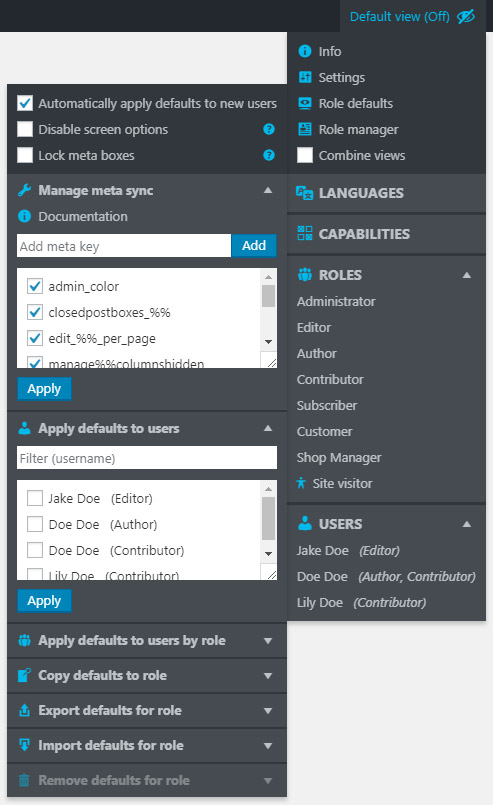 Default view (Off)
Info
Settings
Role defaults
Role manager
Combine views
LANGUAGES
CAPABILITIES
ROLES
Administrator
Editor
Author
Contributor
Subscriber
Customer
Shop Manager
Site visitor
USERS
Jake Doe (Editor)
Doe Doe (Author, Contributor)
Lily Doe (Contributor)
Automatically apply defaults to new users
Disable screen options ?
Lock meta boxes ?
Manage meta sync
Documentation
Add meta key Add
admin_color
closedpostboxes_%%
edit_%%_per_page
manage%%columnshidden
Apply
Apply defaults to users
Filter (username)
Jake Doe (Editor)
Doe Doe (Author)
Doe Doe (Contributor)
Lily Doe (Contributor)
Apply
Apply defaults to users by role
Copy defaults to role
Export defaults for role
Import defaults for role
Remove defaults for role